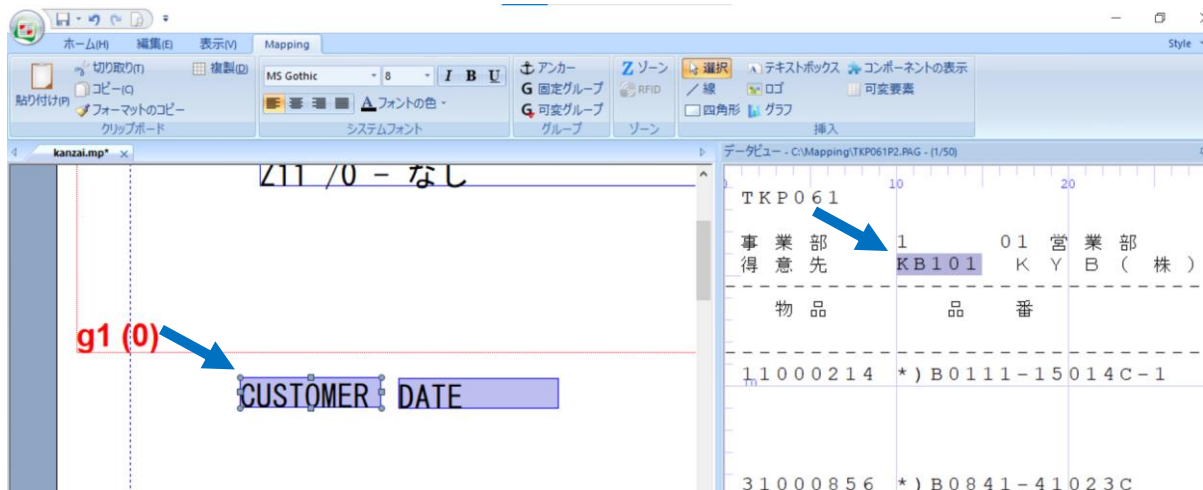 ホーム(H) 編集(E) 表示(V) Mapping Style
貼り付け(P)
切り取り(T)
コピー(C)
フォーマットのコピー
複製(D)
クリップボード
MS Gothic 8 I B U
フォントの色
システムフォント
アンカー
G 固定グループ
G 可変グループ
グループ
Z ゾーン
RFID
ゾーン
選択 テキストボックス コンポーネントの表示
線 ロゴ 可変要素
四角形 グラフ
挿入
kanzai.mp*
Z11 /0 - なし
g1 (0)
CUSTOMER DATE
データビュー - C:\Mapping\TKP061P2.PAG - (1/50)
10 20
TKP061
事業部 1 01営業部
得意先 KB101 KYB(株)
物品 品番
11000214 *)B0111-15014C-1
10
31000856 *)B0841-41023C